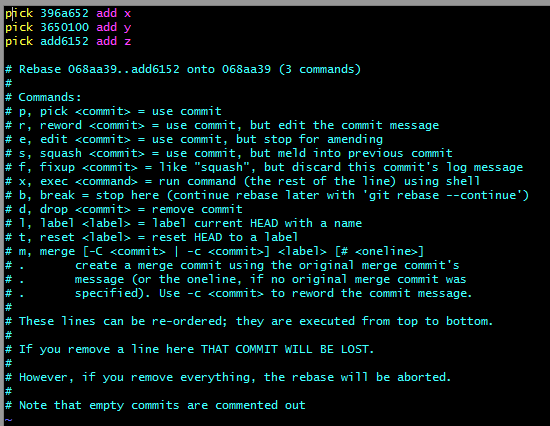 pick 396a652 add x
pick 3650100 add y
pick add6152 add z

# Rebase 068aa39..add6152 onto 068aa39 (3 commands)
#
# Commands:
# p, pick <commit> = use commit
# r, reword <commit> = use commit, but edit the commit message
# e, edit <commit> = use commit, but stop for amending
# s, squash <commit> = use commit, but meld into previous commit
# f, fixup <commit> = like "squash", but discard this commit's log message
# x, exec <command> = run command (the rest of the line) using shell
# b, break = stop here (continue rebase later with 'git rebase --continue')
# d, drop <commit> = remove commit
# l, label <label> = label current HEAD with a name
# t, reset <label> = reset HEAD to a label
# m, merge [-C <commit> | -c <commit>] <label> [# <oneline>]
# .       create a merge commit using the original merge commit's
# .       message (or the oneline, if no original merge commit was
# .       specified). Use -c <commit> to reword the commit message.
#
# These lines can be re-ordered; they are executed from top to bottom.
#
# If you remove a line here THAT COMMIT WILL BE LOST.
#
# However, if you remove everything, the rebase will be aborted.
#
# Note that empty commits are commented out
~